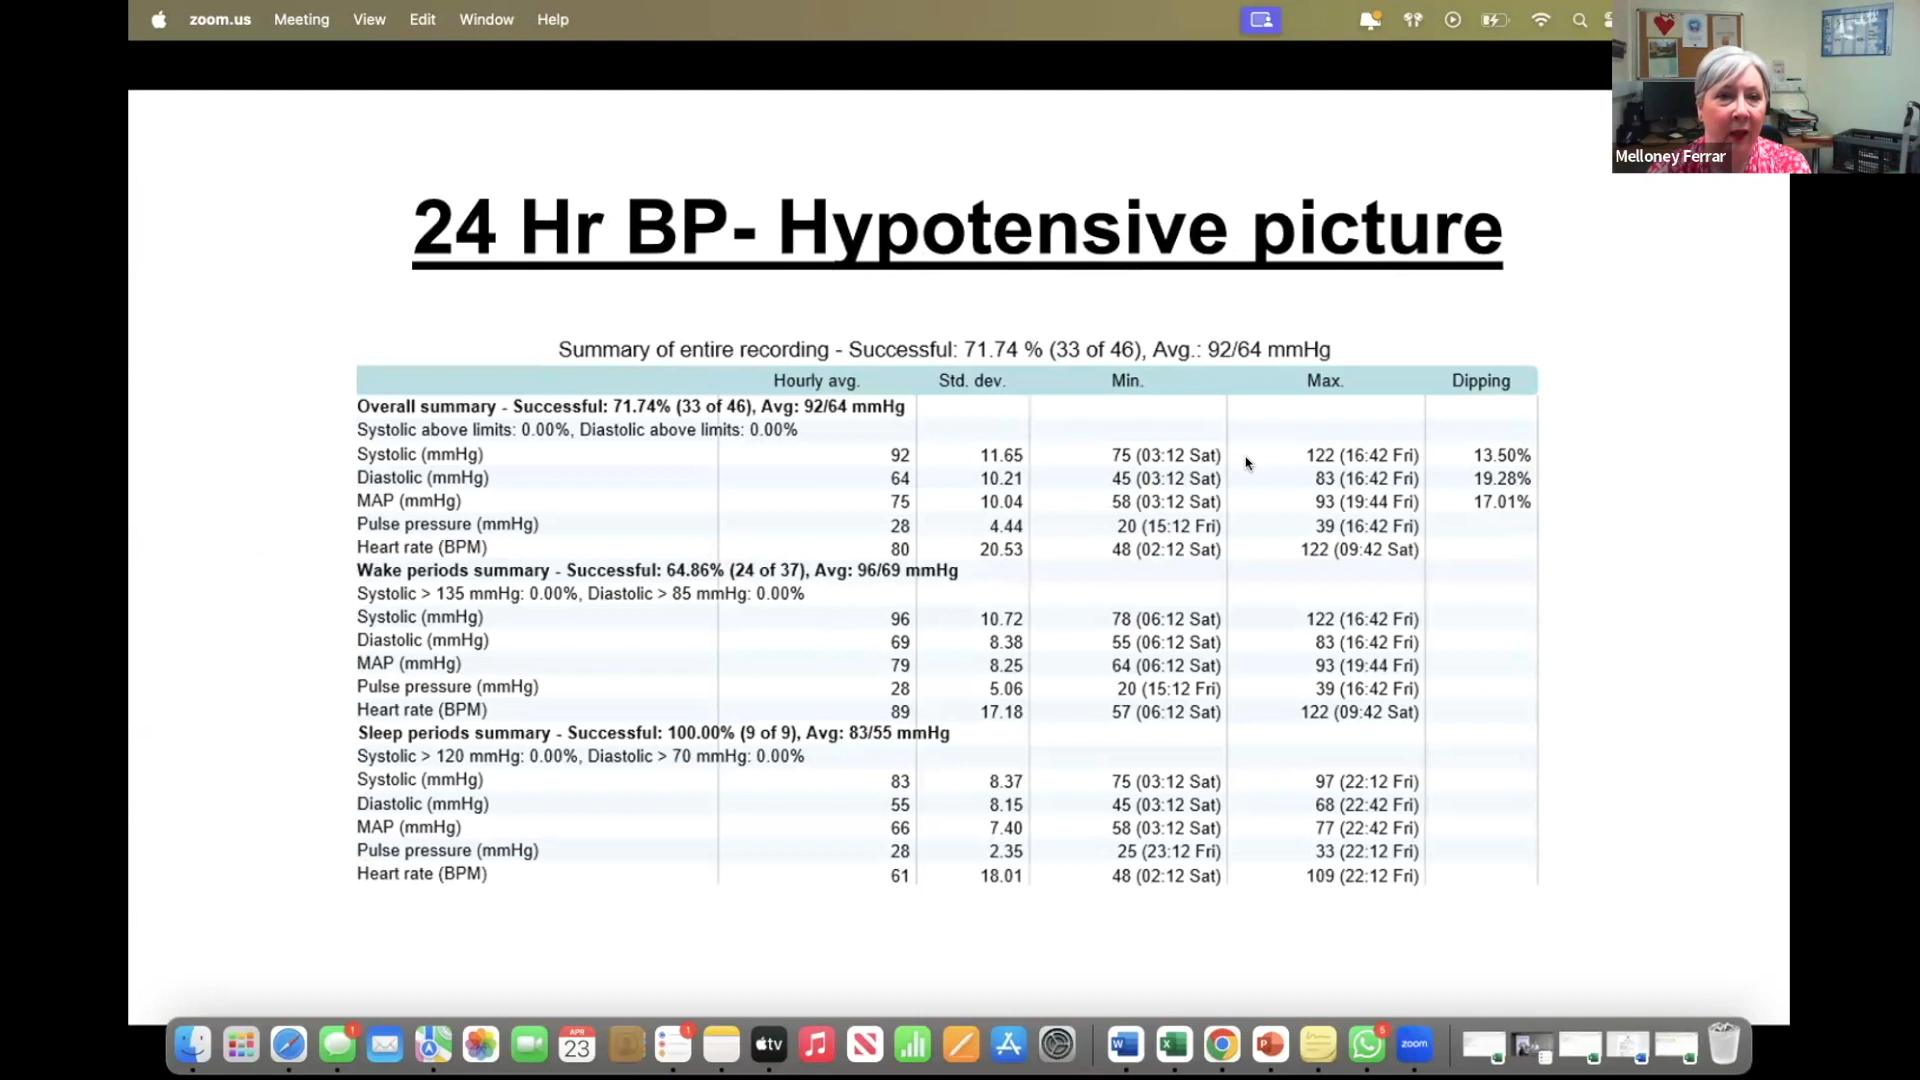 zoom.us Meeting View Edit Window Help
Melloney Ferrar
24 Hr BP- Hypotensive picture
Summary of entire recording - Successful: 71.74 % (33 of 46), Avg.: 92/64 mmHg
Hourly avg. Std. dev. Min. Max. Dipping
Overall summary - Successful: 71.74% (33 of 46), Avg: 92/64 mmHg
Systolic above limits: 0.00%, Diastolic above limits: 0.00%
Systolic (mmHg) 92 11.65 75 (03:12 Sat) 122 (16:42 Fri) 13.50%
Diastolic (mmHg) 64 10.21 45 (03:12 Sat) 83 (16:42 Fri) 19.28%
MAP (mmHg) 75 10.04 58 (03:12 Sat) 93 (19:44 Fri) 17.01%
Pulse pressure (mmHg) 28 4.44 20 (15:12 Fri) 39 (16:42 Fri)
Heart rate (BPM) 80 20.53 48 (02:12 Sat) 122 (09:42 Sat)
Wake periods summary - Successful: 64.86% (24 of 37), Avg: 96/69 mmHg
Systolic > 135 mmHg: 0.00%, Diastolic > 85 mmHg: 0.00%
Systolic (mmHg) 96 10.72 78 (06:12 Sat) 122 (16:42 Fri)
Diastolic (mmHg) 69 8.38 55 (06:12 Sat) 83 (16:42 Fri)
MAP (mmHg) 79 8.25 64 (06:12 Sat) 93 (19:44 Fri)
Pulse pressure (mmHg) 28 5.06 20 (15:12 Fri) 39 (16:42 Fri)
Heart rate (BPM) 89 17.18 57 (06:12 Sat) 122 (09:42 Sat)
Sleep periods summary - Successful: 100.00% (9 of 9), Avg: 83/55 mmHg
Systolic > 120 mmHg: 0.00%, Diastolic > 70 mmHg: 0.00%
Systolic (mmHg) 83 8.37 75 (03:12 Sat) 97 (22:12 Fri)
Diastolic (mmHg) 55 8.15 45 (03:12 Sat) 68 (22:42 Fri)
MAP (mmHg) 66 7.40 58 (03:12 Sat) 77 (22:42 Fri)
Pulse pressure (mmHg) 28 2.35 25 (23:12 Fri) 33 (22:12 Fri)
Heart rate (BPM) 61 18.01 48 (02:12 Sat) 109 (22:12 Fri)
1 APR 23 1 tv W X P 5 zoom